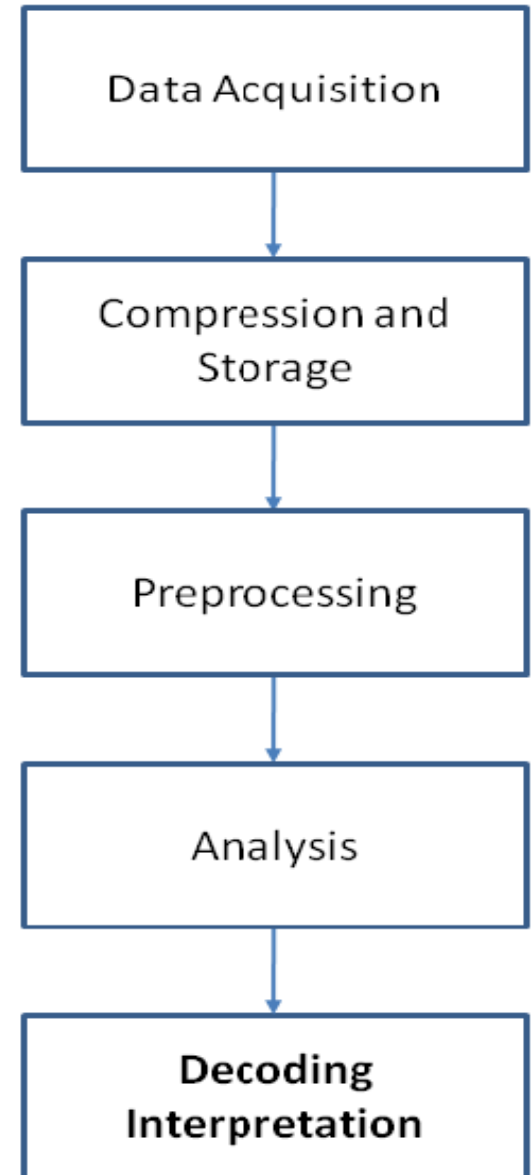 Data Acquisition
Compression and
Storage
Preprocessing
Analysis
Decoding
Interpretation